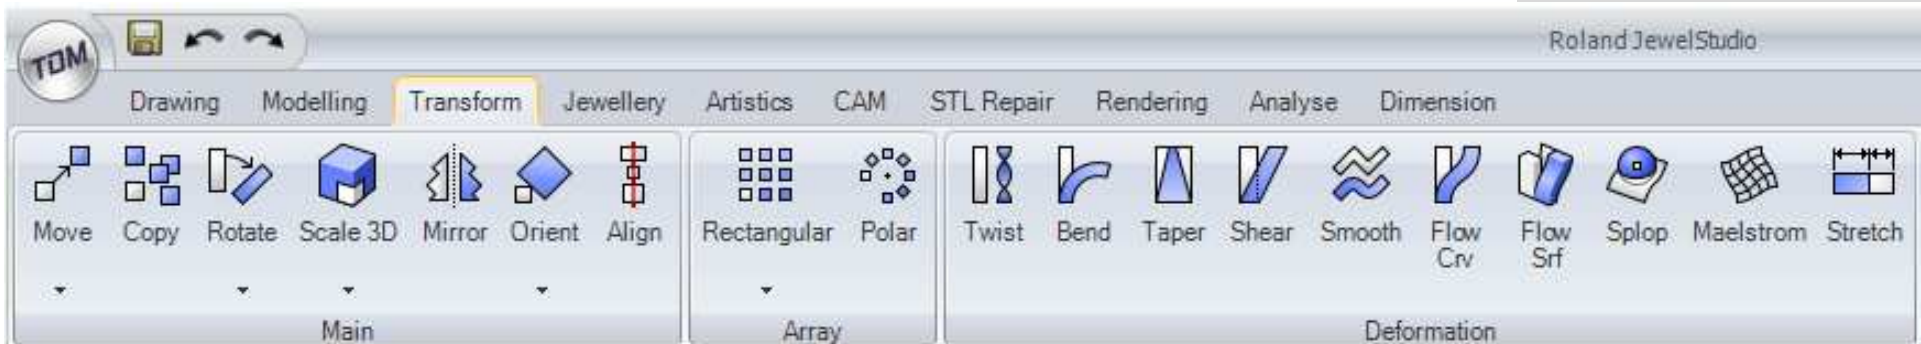 Roland JewelStudio
TDM
Drawing Modelling Transform Jewellery Artistics CAM STL Repair Rendering Analyse Dimension
Move Copy Rotate Scale 3D Mirror Orient Align Rectangular Polar Twist Bend Taper Shear Smooth Flow Crv Flow Srf Splop Maelstrom Stretch
Main Array Deformation